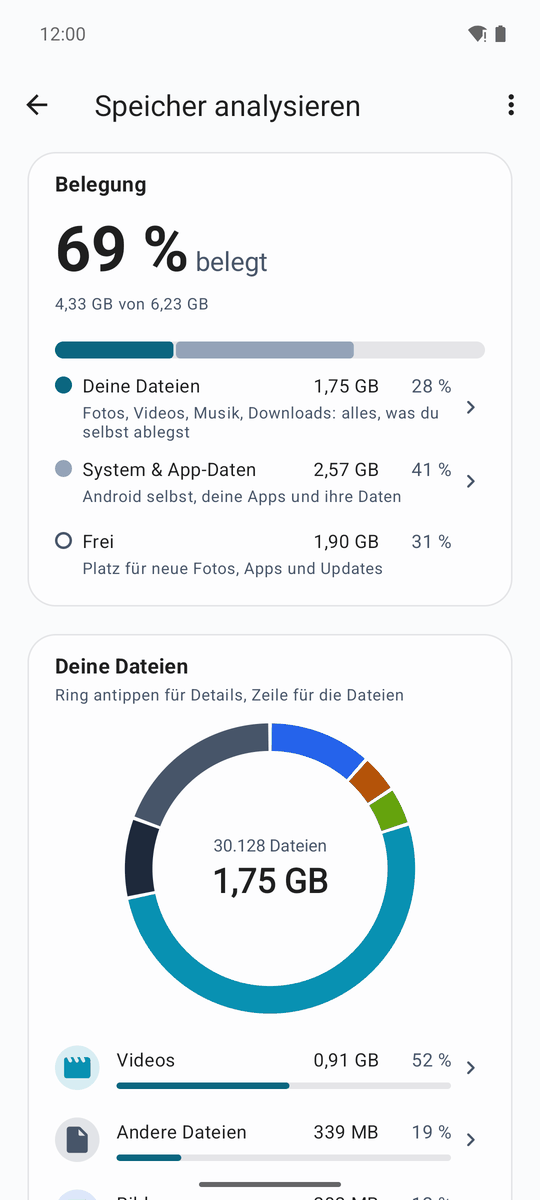 12:00
Speicher analysieren
Belegung
69 % belegt
4,33 GB von 6,23 GB
Deine Dateien 1,75 GB 28 %
Fotos, Videos, Musik, Downloads: alles, was du
selbst ablegst
System & App-Daten 2,57 GB 41 %
Android selbst, deine Apps und ihre Daten
Frei 1,90 GB 31 %
Platz für neue Fotos, Apps und Updates
Deine Dateien
Ring antippen für Details, Zeile für die Dateien
30.128 Dateien
1,75 GB
Videos 0,91 GB 52 %
Andere Dateien 339 MB 19 %